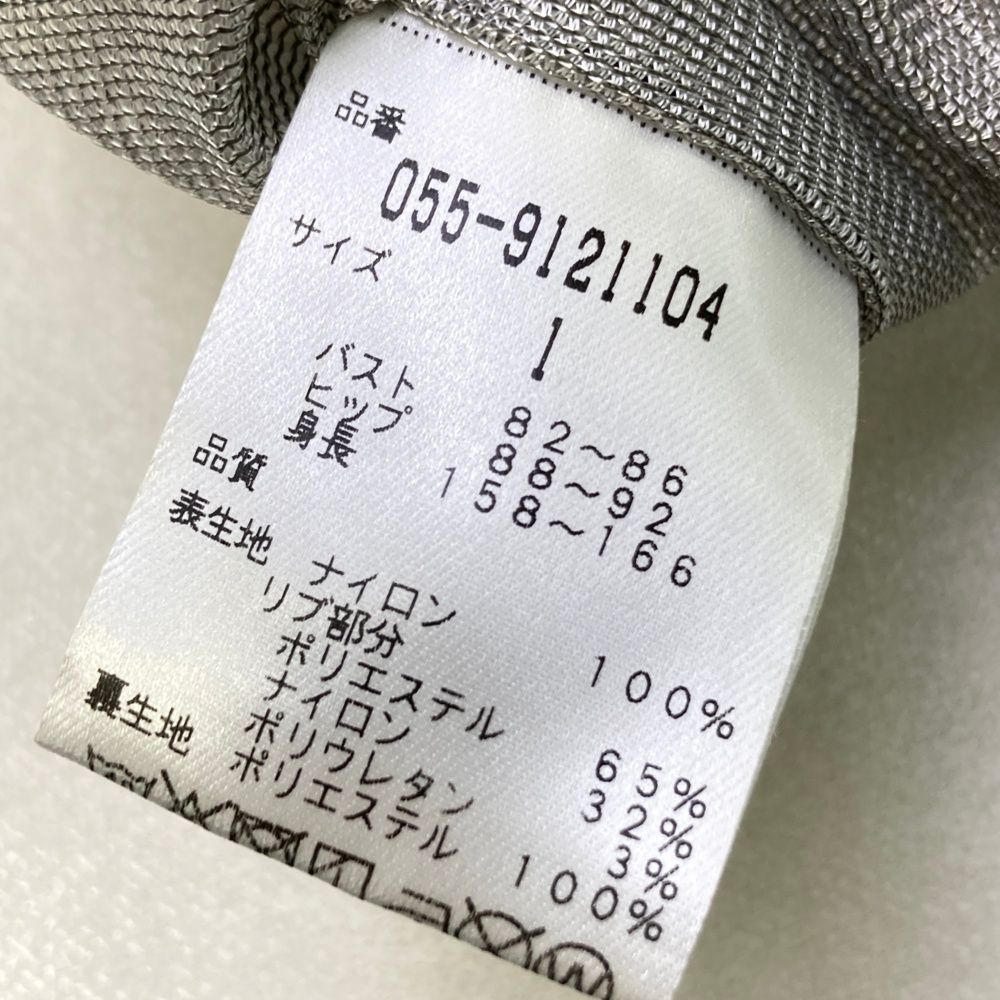 品番
055-9121104
サイズ
1
バスト 82～86
ヒップ 88～92
身長 158～166
品質
表生地 ナイロン 100%
リブ部分
ポリエステル 65%
ナイロン 32%
ポリウレタン 3%
裏生地 ポリエステル 100%